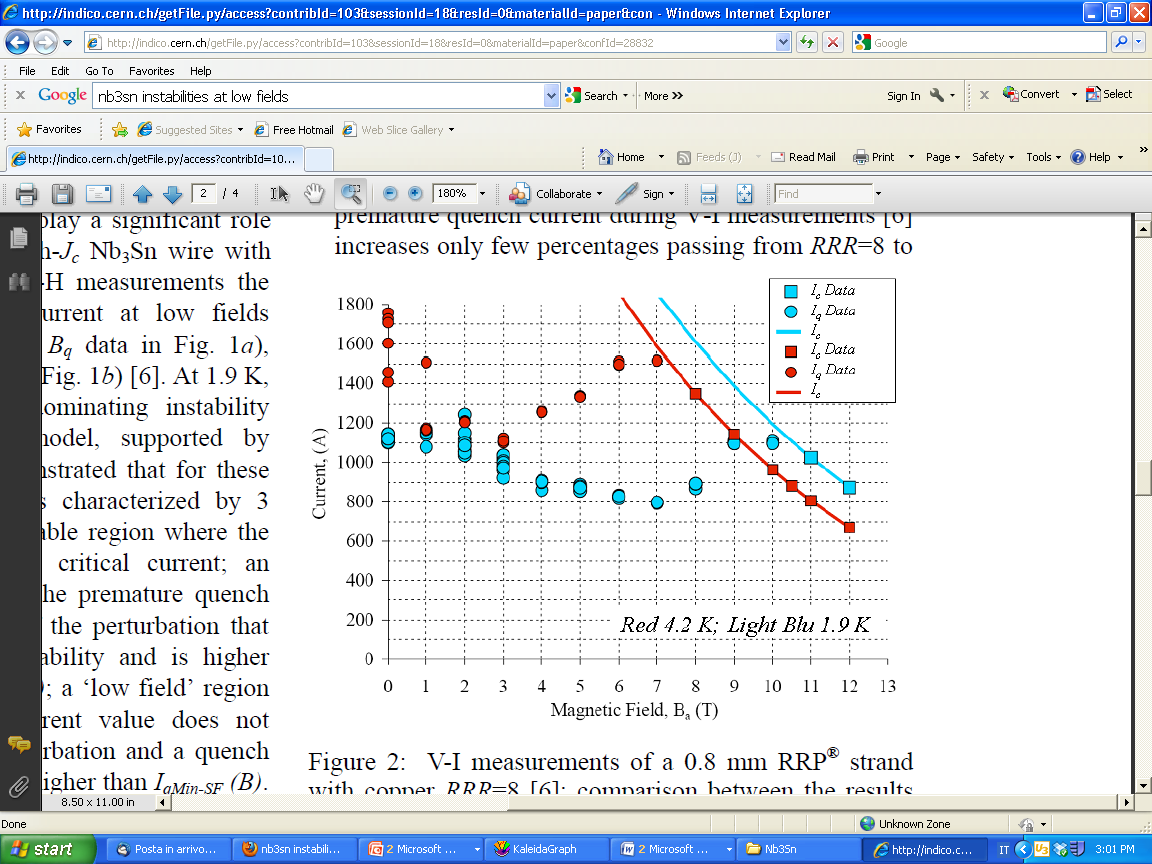 http://indico.cern.ch/getFile.py/access?contribId=103&sessionId=18&resId=0&materialId=paper&con - Windows Internet Explorer
http://indico.cern.ch/getFile.py/access?contribId=103&sessionId=18&resId=0&materialId=paper&confId=28832
Google
File Edit Go To Favorites Help
x Google nb3sn instabilities at low fields Search More >> Sign In x Convert Select
Favorites Suggested Sites Free Hotmail Web Slice Gallery
http://indico.cern.ch/getFile.py/access?contribId=10... Home Feeds (J) Read Mail Print Page Safety Tools Help >>
2 / 4 180% Collaborate Sign Find
play a significant role
h-Jc Nb3Sn wire with
-H measurements the
urrent at low fields
Bq data in Fig. 1a),
Fig. 1b) [6]. At 1.9 K,
ominating instability
model, supported by
nstrated that for these
s characterized by 3
able region where the
critical current; an
he premature quench
the perturbation that
ability and is higher
); a ‘low field’ region
rent value does not
rbation and a quench
igher than IaMin-SF (B).
premature quench current during V-I measurements [6]
increases only few percentages passing from RRR=8 to
Ic Data
Iq Data
Ic
Ic Data
Iq Data
Ic
Current, (A)
1800
1600
1400
1200
1000
800
600
400
200
0
Red 4.2 K; Light Blu 1.9 K
0 1 2 3 4 5 6 7 8 9 10 11 12 13
Magnetic Field, Ba (T)
Figure 2: V-I measurements of a 0.8 mm RRP® strand
with copper RRR=8 [6]: comparison between the results
8.50 x 11.00 in
Done Unknown Zone
start Posta in arrivo... nb3sn instabili... 2 Microsoft ... KaleidaGraph 2 Microsoft ... Nb3Sn http://indico.c... IT 3:01 PM